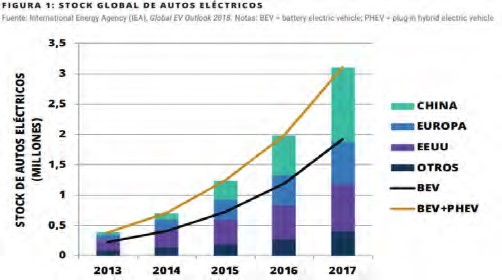 FIGURA 1: STOCK GLOBAL DE AUTOS ELÉCTRICOS
Fuente: International Energy Agency (IEA), Global EV Outlook 2018. Notas: BEV = battery electric vehicle; PHEV = plug-in hybrid electric vehicle
STOCK DE AUTOS ELÉCTRICOS
(MILLONES)
3,5
3
2,5
2
1,5
1
0,5
0
2013 2014 2015 2016 2017
CHINA
EUROPA
EEUU
OTROS
BEV
BEV+PHEV